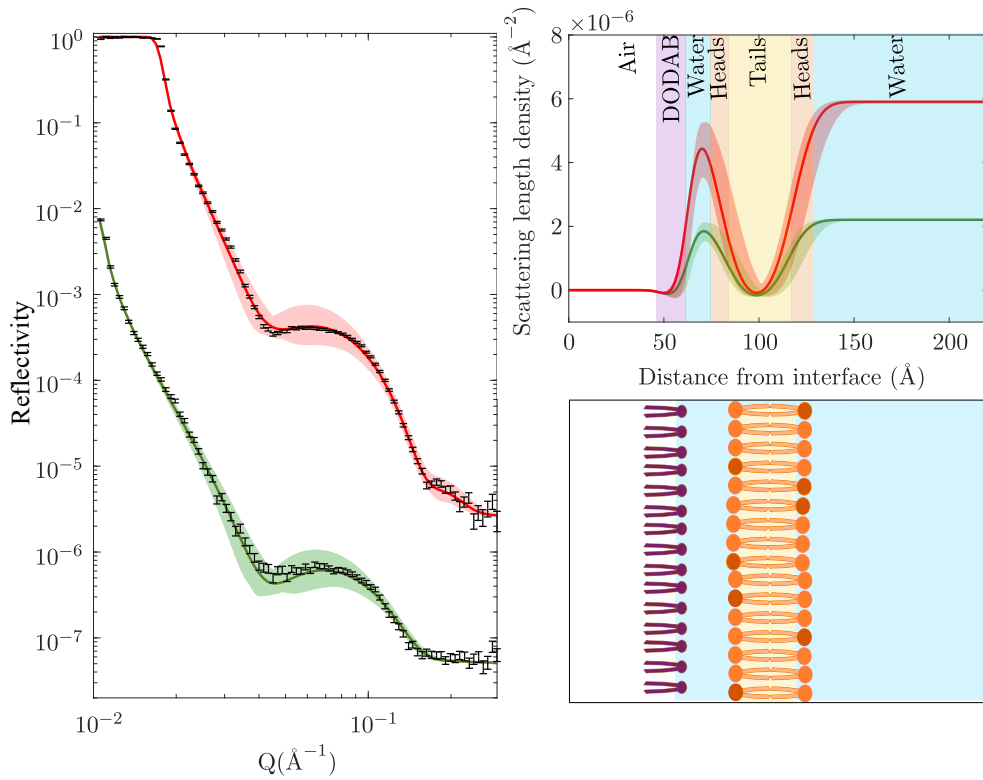 10⁰
10⁻¹
10⁻²
10⁻³
10⁻⁴
10⁻⁵
10⁻⁶
10⁻⁷
Reflectivity
10⁻²
10⁻¹
Q(Å⁻¹)
×10⁻⁶
8
6
4
2
0
Scattering length density (Å⁻²)
Air
DODAB
Water
Heads
Tails
Heads
Water
0
50
100
150
200
Distance from interface (Å)